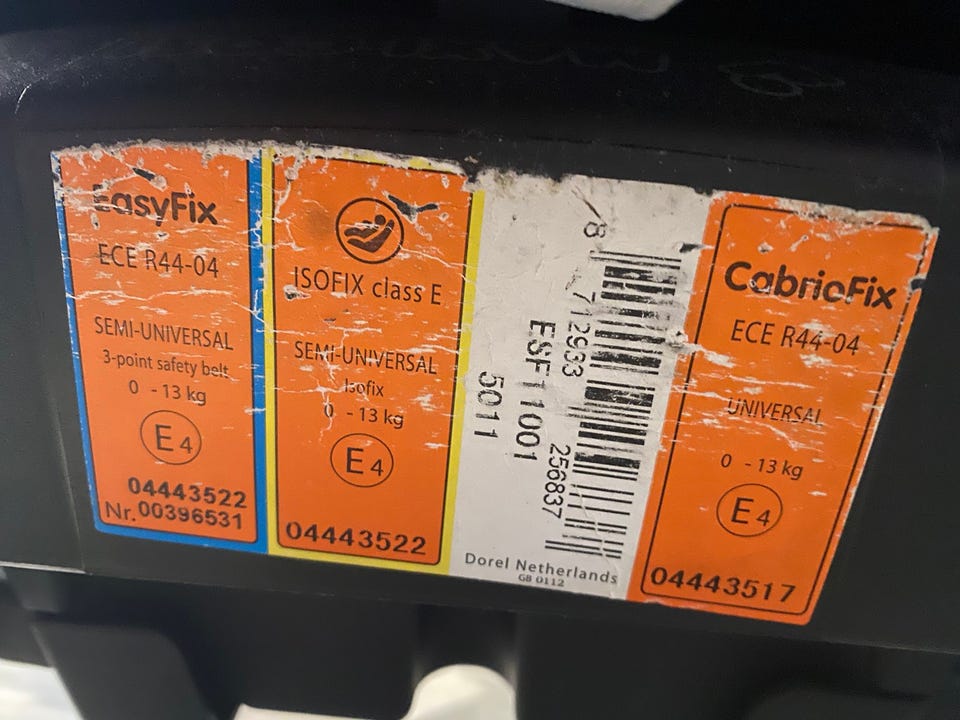 EasyFix
ECE R44-04
SEMI-UNIVERSAL
3-point safety belt
0 - 13 kg
E4
04443522
Nr. 00396531
ISOFIX class E
SEMI-UNIVERSAL
Isofix
0 - 13 kg
E4
04443522
8 712933 256837
ESF11001
5011
Dorel Netherlands
GB 0112
CabrioFix
ECE R44-04
UNIVERSAL
0 - 13 kg
E4
04443517